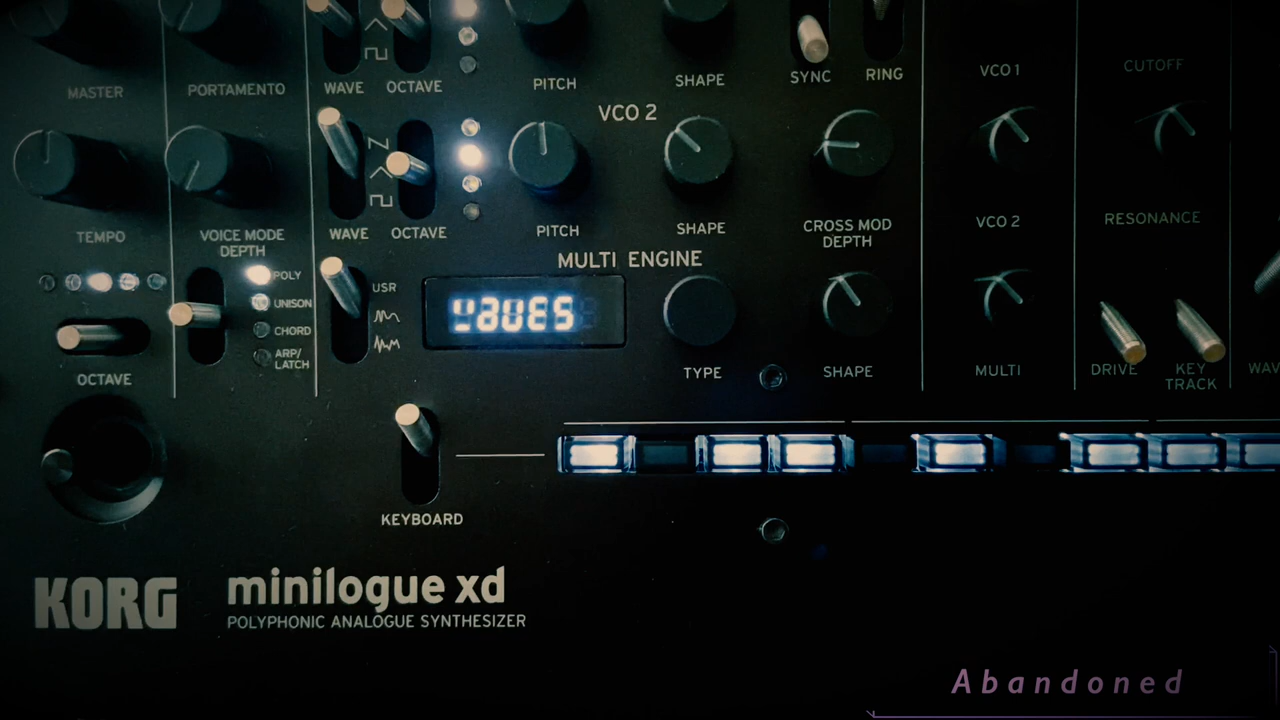 MASTER PORTAMENTO WAVE OCTAVE PITCH SHAPE SYNC RING VCO 1 CUTOFF
VCO 2
TEMPO VOICE MODE DEPTH WAVE OCTAVE PITCH SHAPE CROSS MOD DEPTH VCO 2 RESONANCE
MULTI ENGINE
POLY
UNISON
CHORD
ARP/
LATCH
USR
OCTAVE TYPE SHAPE MULTI DRIVE KEY TRACK
KEYBOARD
KORG minilogue xd
POLYPHONIC ANALOGUE SYNTHESIZER
Abandoned